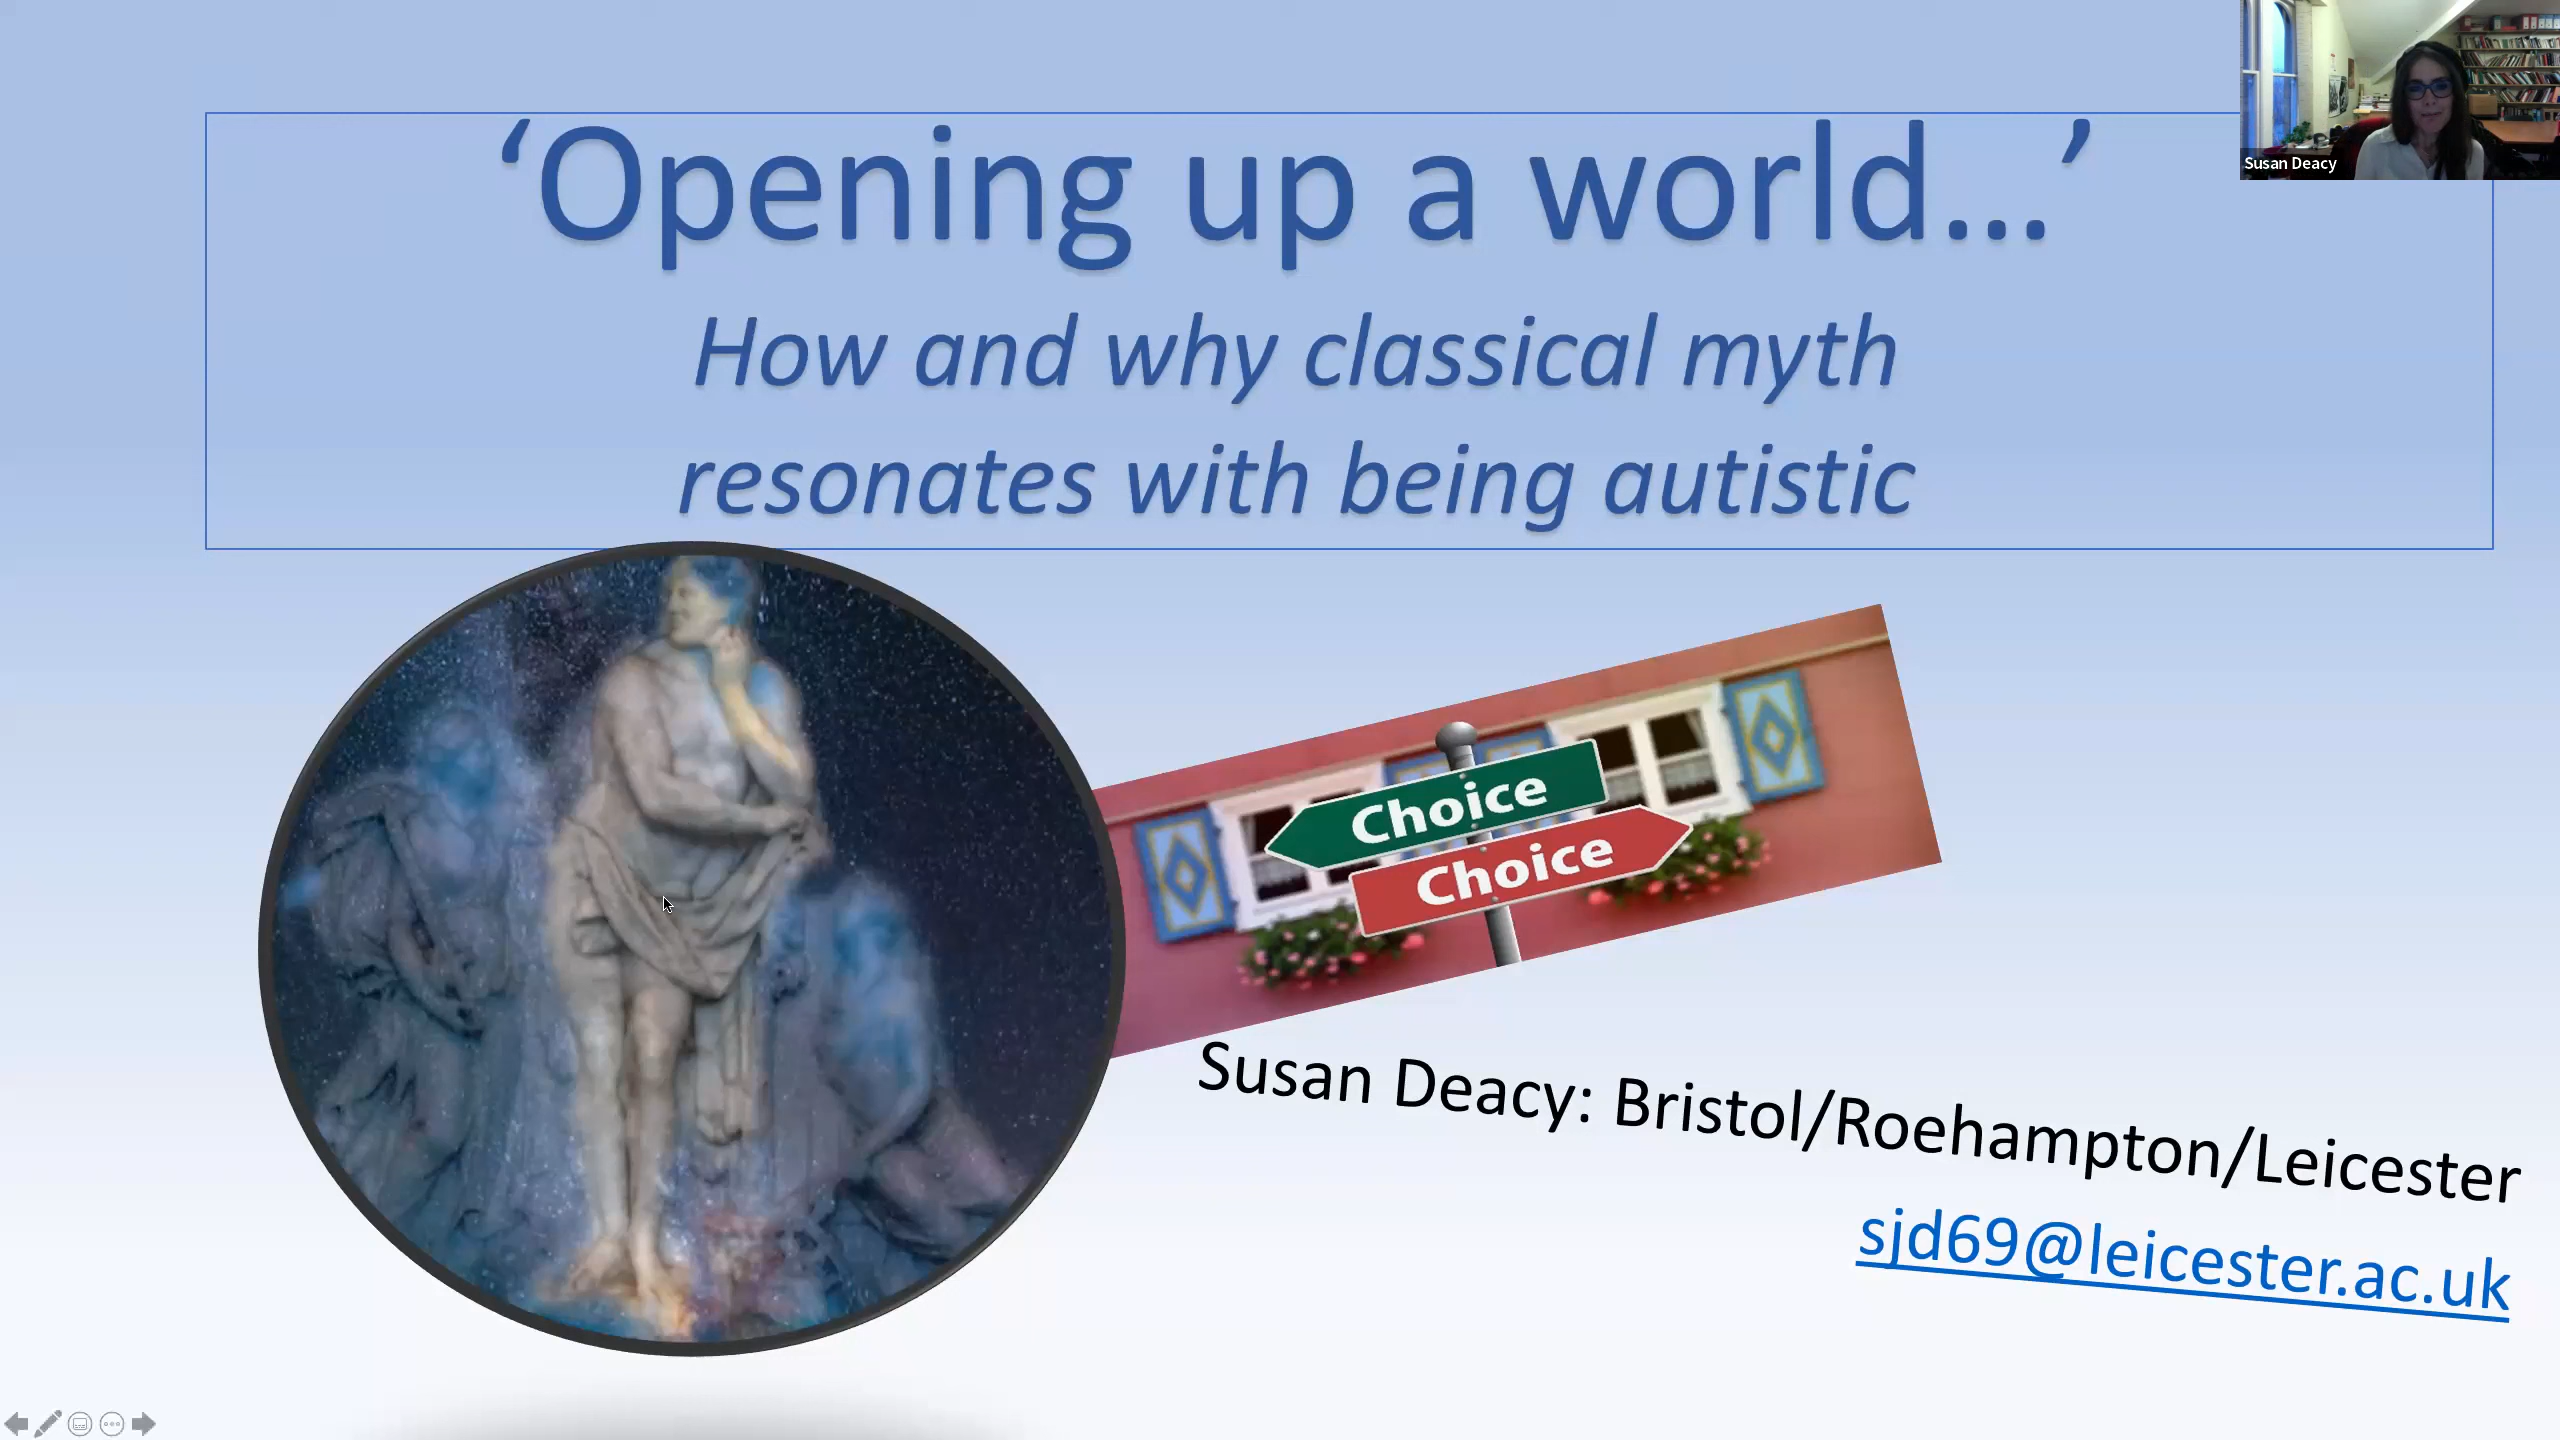 ‘Opening up a world...’
Susan Deacy
How and why classical myth
resonates with being autistic
Choice
Choice
Susan Deacy: Bristol/Roehampton/Leicester
sjd69@leicester.ac.uk